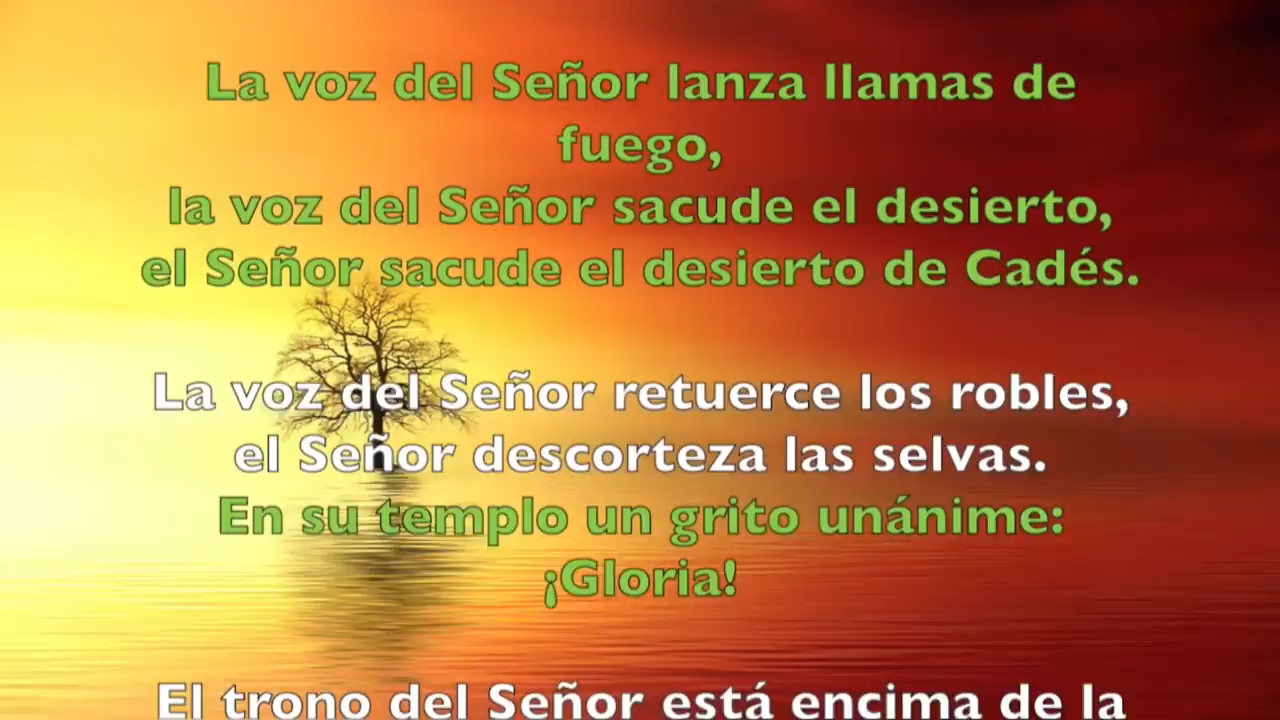 La voz del Señor lanza llamas de
fuego,
la voz del Señor sacude el desierto,
el Señor sacude el desierto de Cadés.
La voz del Señor retuerce los robles,
el Señor descorteza las selvas.
En su templo un grito unánime:
¡Gloria!
El trono del Señor está encima de la